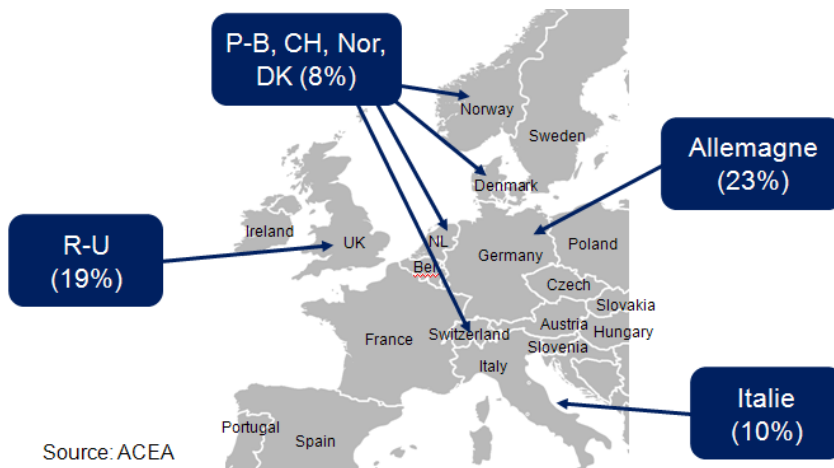 P-B, CH, Nor,
DK (8%)
Norway
Sweden
Allemagne
(23%)
Denmark
R-U
(19%)
Ireland
UK
NL
Germany
Poland
Bel
Czech
Slovakia
France
Switzerland
Austria
Hungary
Slovenia
Italy
Italie
(10%)
Portugal
Spain
Source: ACEA